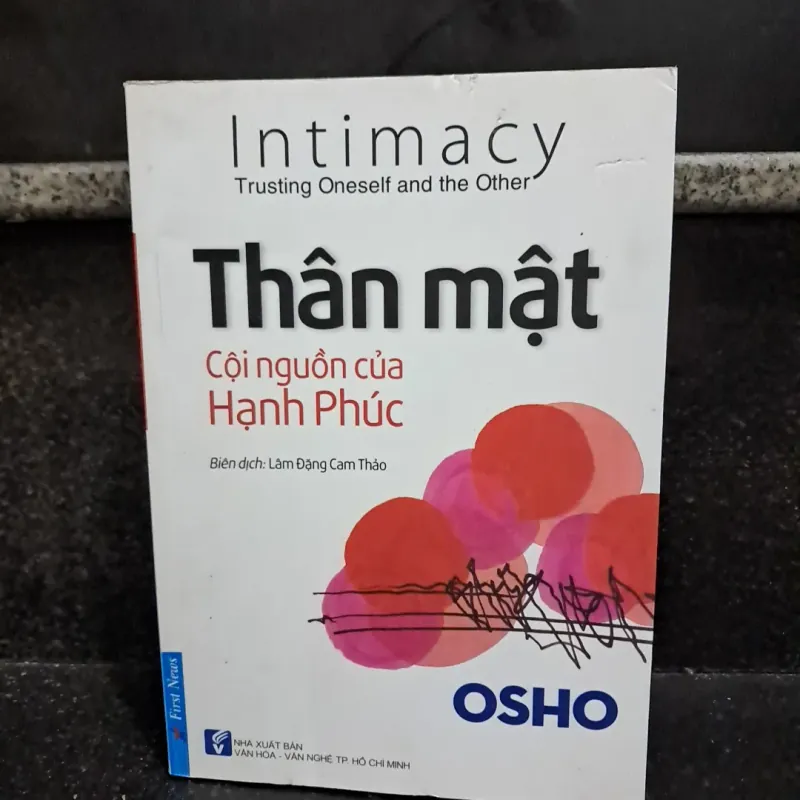 Intimacy
Trusting Oneself and the Other
Thân mật
Cội nguồn của
Hạnh Phúc
Biên dịch: Lâm Đặng Cam Thảo
OSHO
First News
NHÀ XUẤT BẢN
VĂN HÓA - VĂN NGHỆ TP. HỒ CHÍ MINH